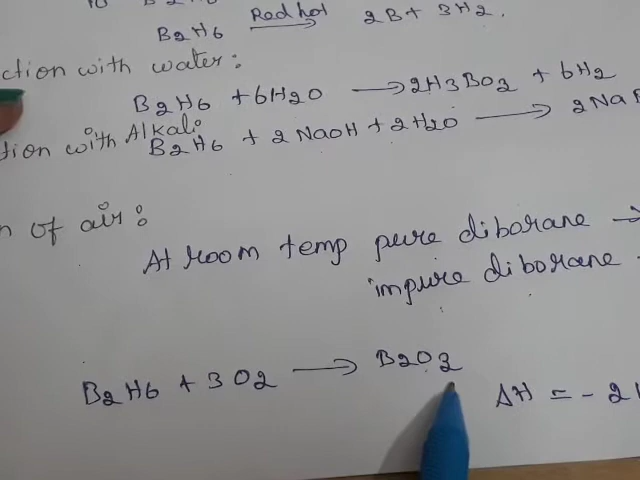 B2H6 Red hot → 2B + 3H2.
ction with water:
B2H6 + 6H2O → 2H3BO3 + 6H2
tion with Alkali:
B2H6 + 2NaOH + 2H2O → 2NaB
n of air:
At room temp pure diborane →
impure diborane
B2H6 + 3O2 → B2O3
ΔH = - 21